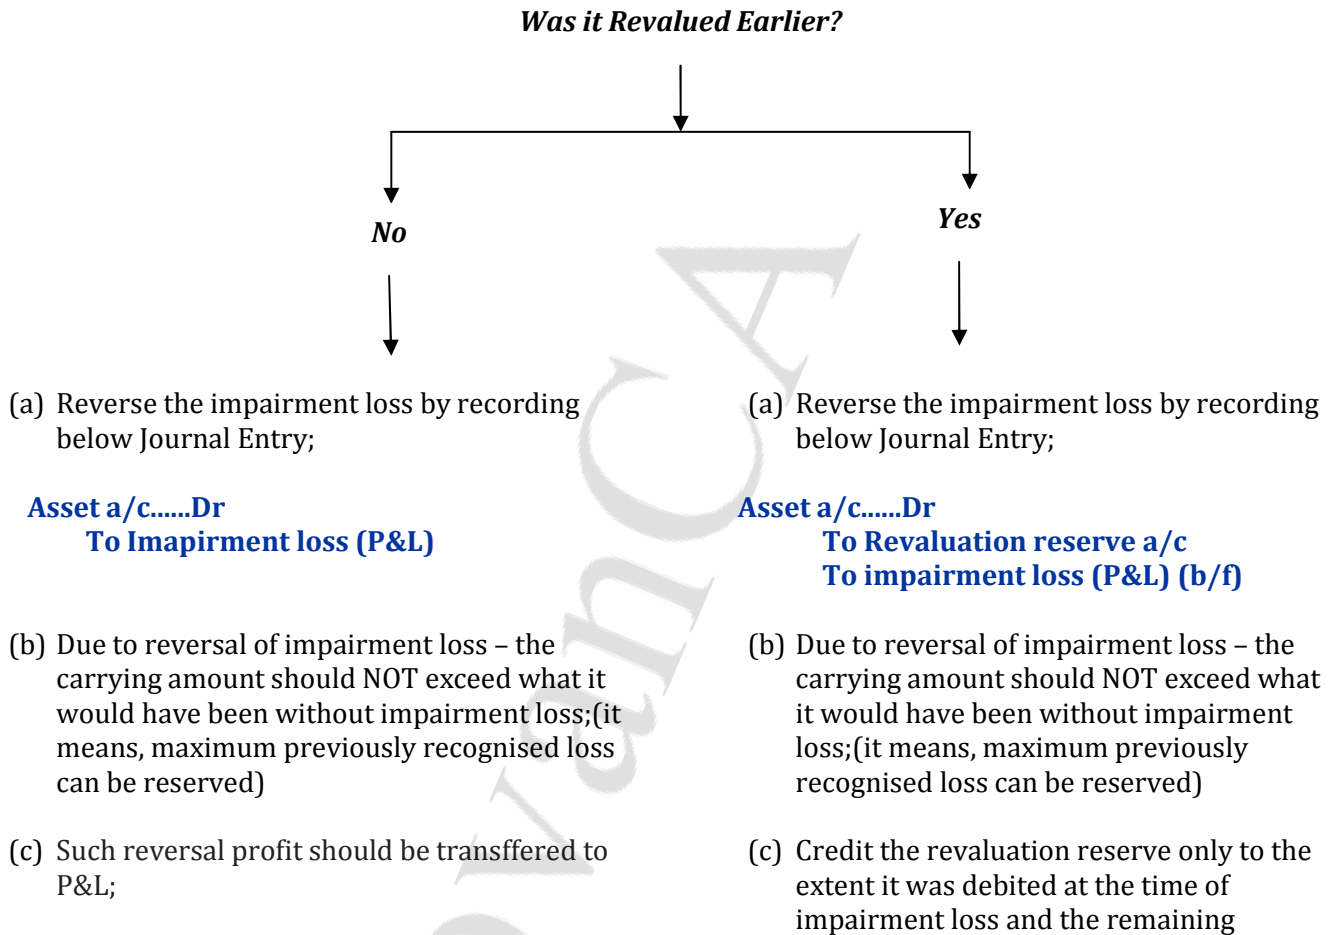 Was it Revalued Earlier?
No
Yes
(a) Reverse the impairment loss by recording
below Journal Entry;
Asset a/c......Dr
To Imapirment loss (P&L)
(b) Due to reversal of impairment loss – the
carrying amount should NOT exceed what it
would have been without impairment loss;(it
means, maximum previously recognised loss
can be reserved)
(c) Such reversal profit should be transffered to
P&L;
(a) Reverse the impairment loss by recording
below Journal Entry;
Asset a/c......Dr
To Revaluation reserve a/c
To impairment loss (P&L) (b/f)
(b) Due to reversal of impairment loss – the
carrying amount should NOT exceed what
it would have been without impairment
loss;(it means, maximum previously
recognised loss can be reserved)
(c) Credit the revaluation reserve only to the
extent it was debited at the time of
impairment loss and the remaining